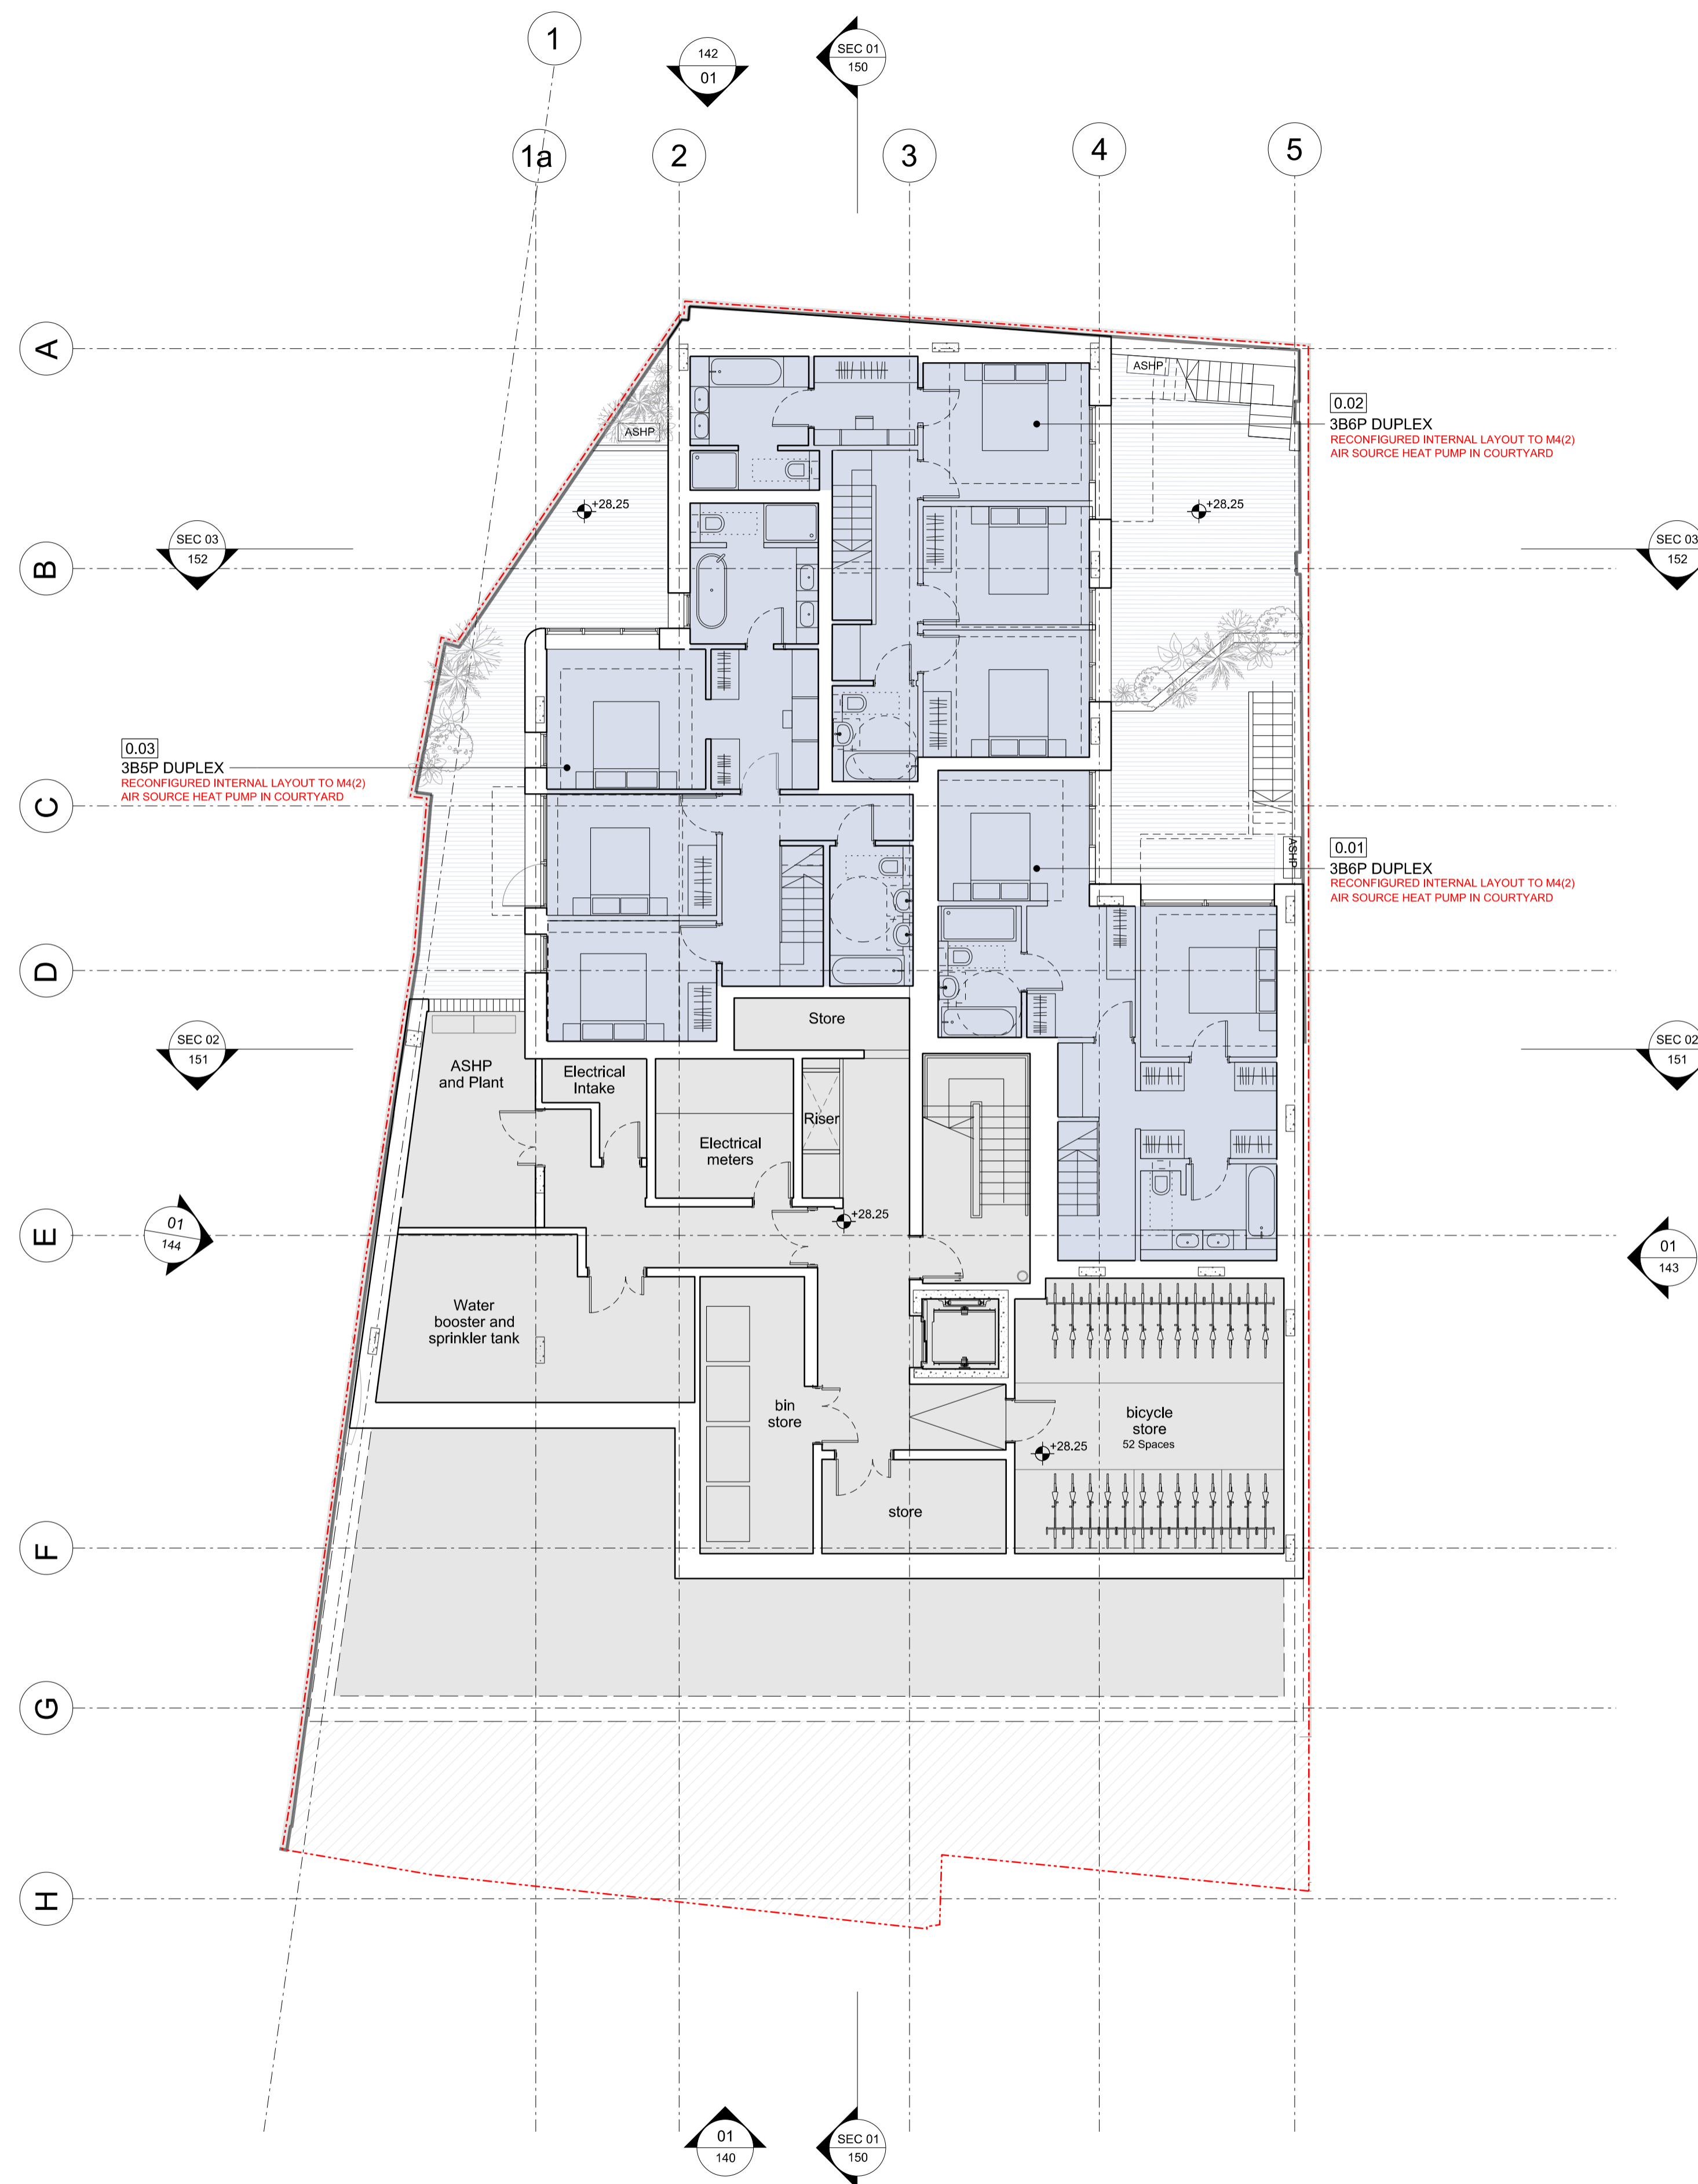 1
142
01
SEC 01
150
1a
2
3
4
5
A
B
C
D
E
F
G
H
ASHP
ASHP
0.02
3B6P DUPLEX
RECONFIGURED INTERNAL LAYOUT TO M4(2)
AIR SOURCE HEAT PUMP IN COURTYARD
+28.25
+28.25
SEC 03
152
SEC 03
152
0.03
3B5P DUPLEX
RECONFIGURED INTERNAL LAYOUT TO M4(2)
AIR SOURCE HEAT PUMP IN COURTYARD
ASHP
0.01
3B6P DUPLEX
RECONFIGURED INTERNAL LAYOUT TO M4(2)
AIR SOURCE HEAT PUMP IN COURTYARD
Store
SEC 02
151
SEC 02
151
ASHP
and Plant
Electrical
Intake
Riser
Electrical
meters
+28.25
01
144
01
143
Water
booster and
sprinkler tank
bin
store
bicycle
store
52 Spaces
+28.25
store
01
140
SEC 01
150